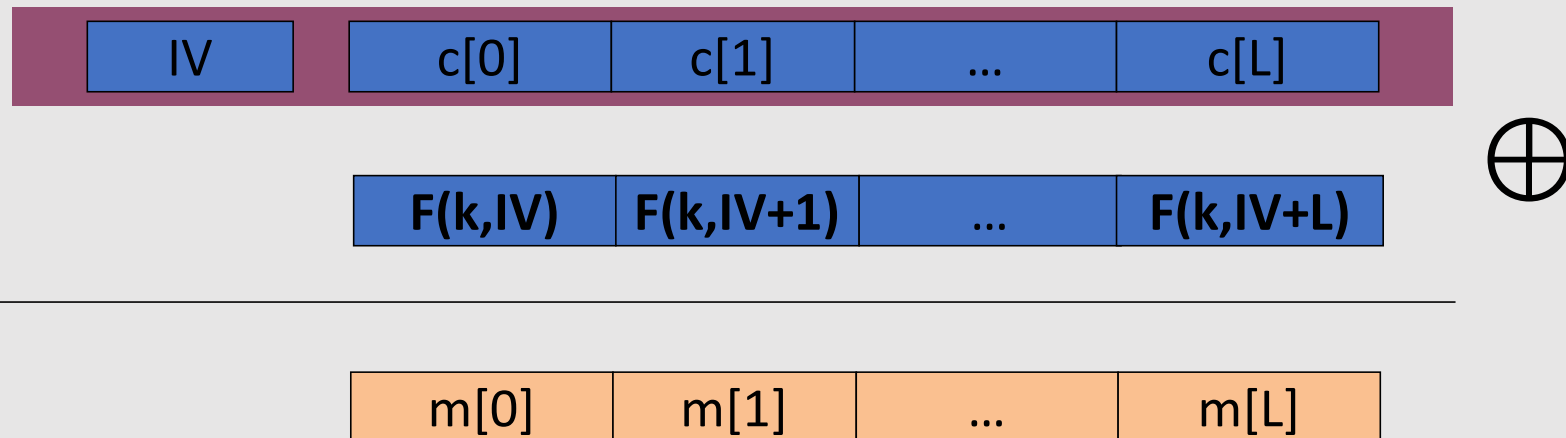 IV c[0] c[1] … c[L]
⊕
F(k,IV) F(k,IV+1) … F(k,IV+L)
m[0] m[1] … m[L]